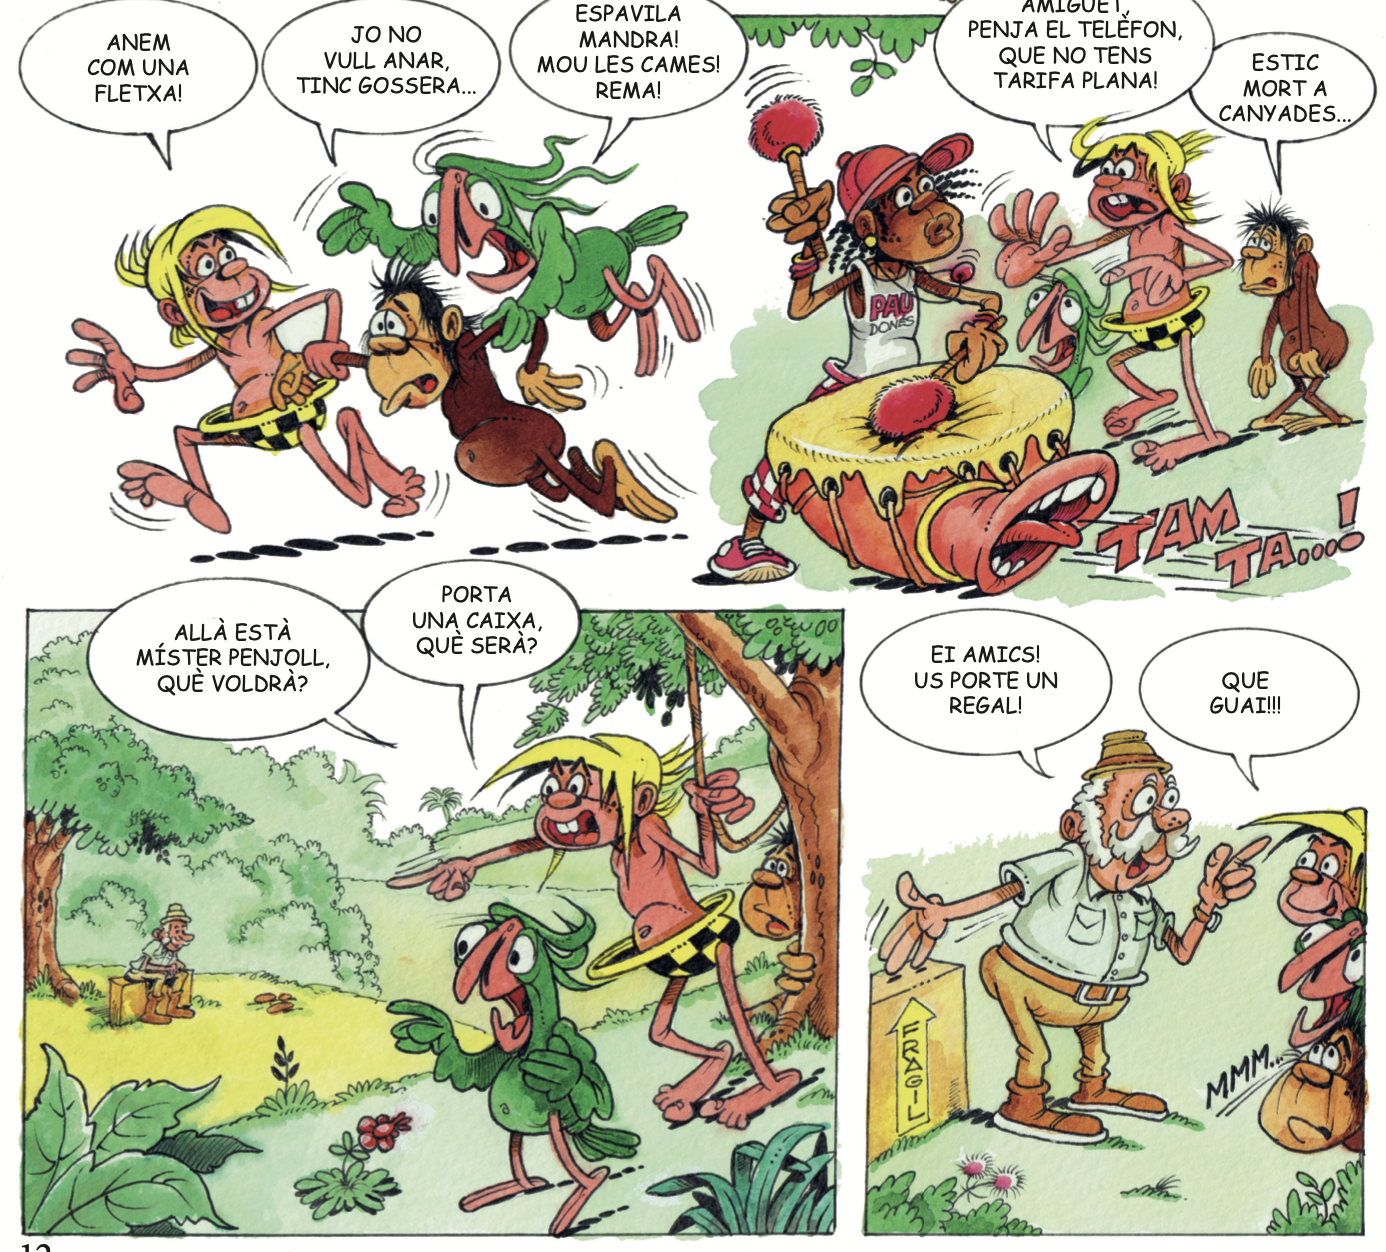 ANEM
COM UNA
FLETXA!
JO NO
VULL ANAR,
TINC GOSSERA...
ESPAVILA
MANDRA!
MOU LES CAMES!
REMA!
AMIGUET,
PENJA EL TELÈFON,
QUE NO TENS
TARIFA PLANA!
ESTIC
MORT A
CANYADES...
PAU
DONES
TAM
TA....!
ALLÀ ESTÀ
MÍSTER PENJOLL,
QUÈ VOLDRÀ?
PORTA
UNA CAIXA,
QUÈ SERÀ?
EI AMICS!
US PORTE UN
REGAL!
QUE
GUAI!!!
FRAGIL
MMM...